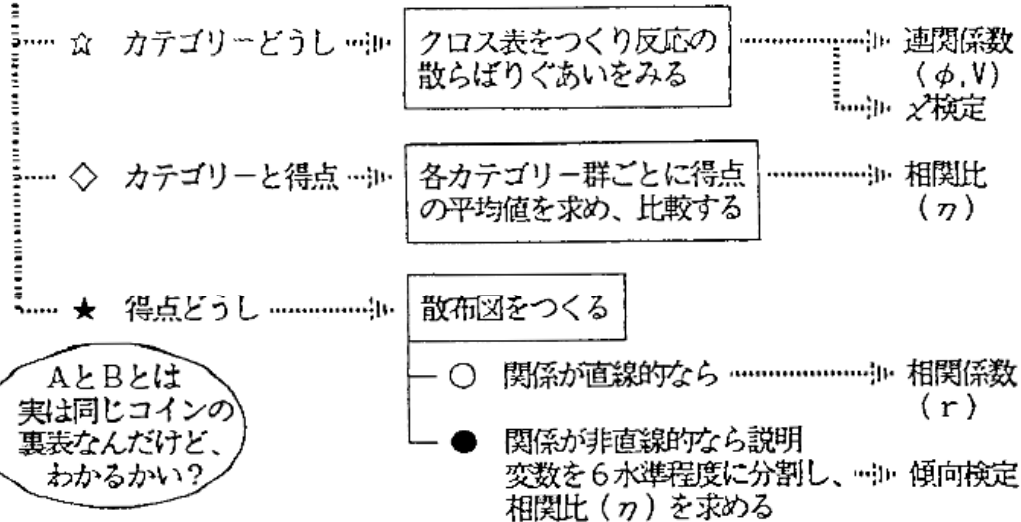 ☆ カテゴリーどうし
クロス表をつくり反応の
散らばりぐあいをみる
連関係数
(φ,V)
χ²検定
◇ カテゴリーと得点
各カテゴリー群ごとに得点
の平均値を求め、比較する
相関比
(η)
★ 得点どうし
散布図をつくる
○ 関係が直線的なら
相関係数
(r)
● 関係が非直線的なら説明
変数を6水準程度に分割し、
相関比(η)を求める
傾向検定
AとBとは
実は同じコインの
裏表なんだけど、
わかるかい?